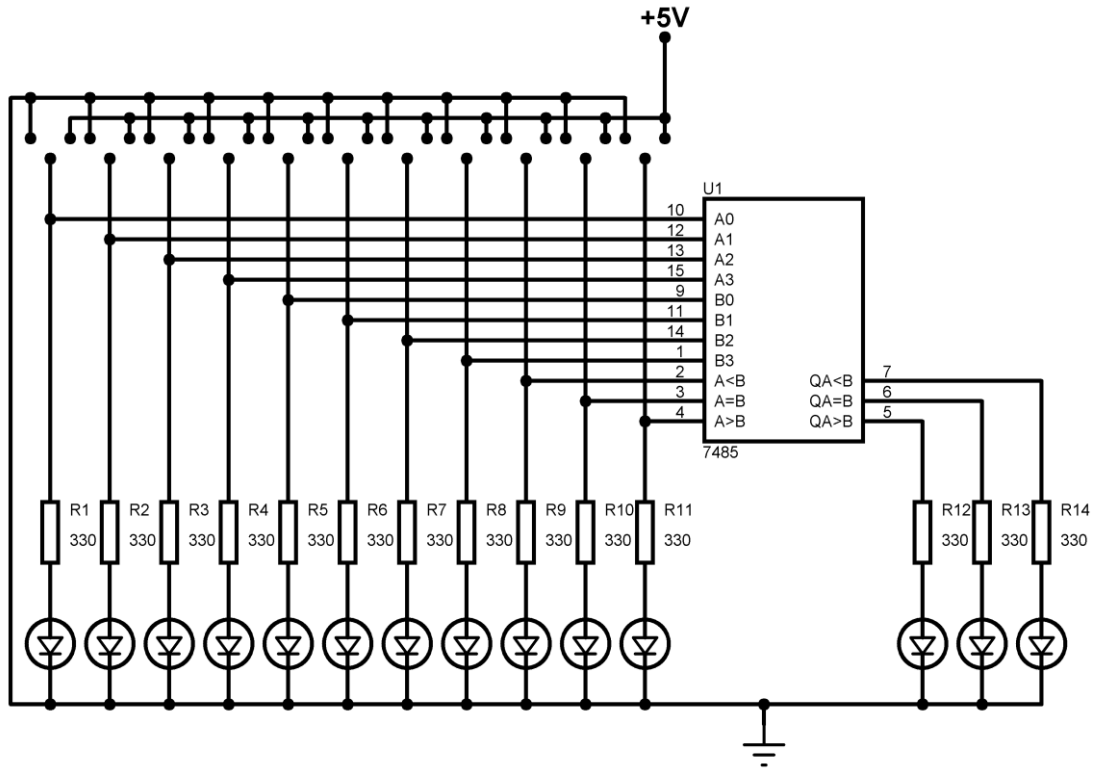 +5V
U1
10 A0
12 A1
13 A2
15 A3
9 B0
11 B1
14 B2
1 B3
2 A<B QA<B 7
3 A=B QA=B 6
4 A>B QA>B 5
7485
R1 R2 R3 R4 R5 R6 R7 R8 R9 R10 R11 R12 R13 R14
330 330 330 330 330 330 330 330 330 330 330 330 330 330